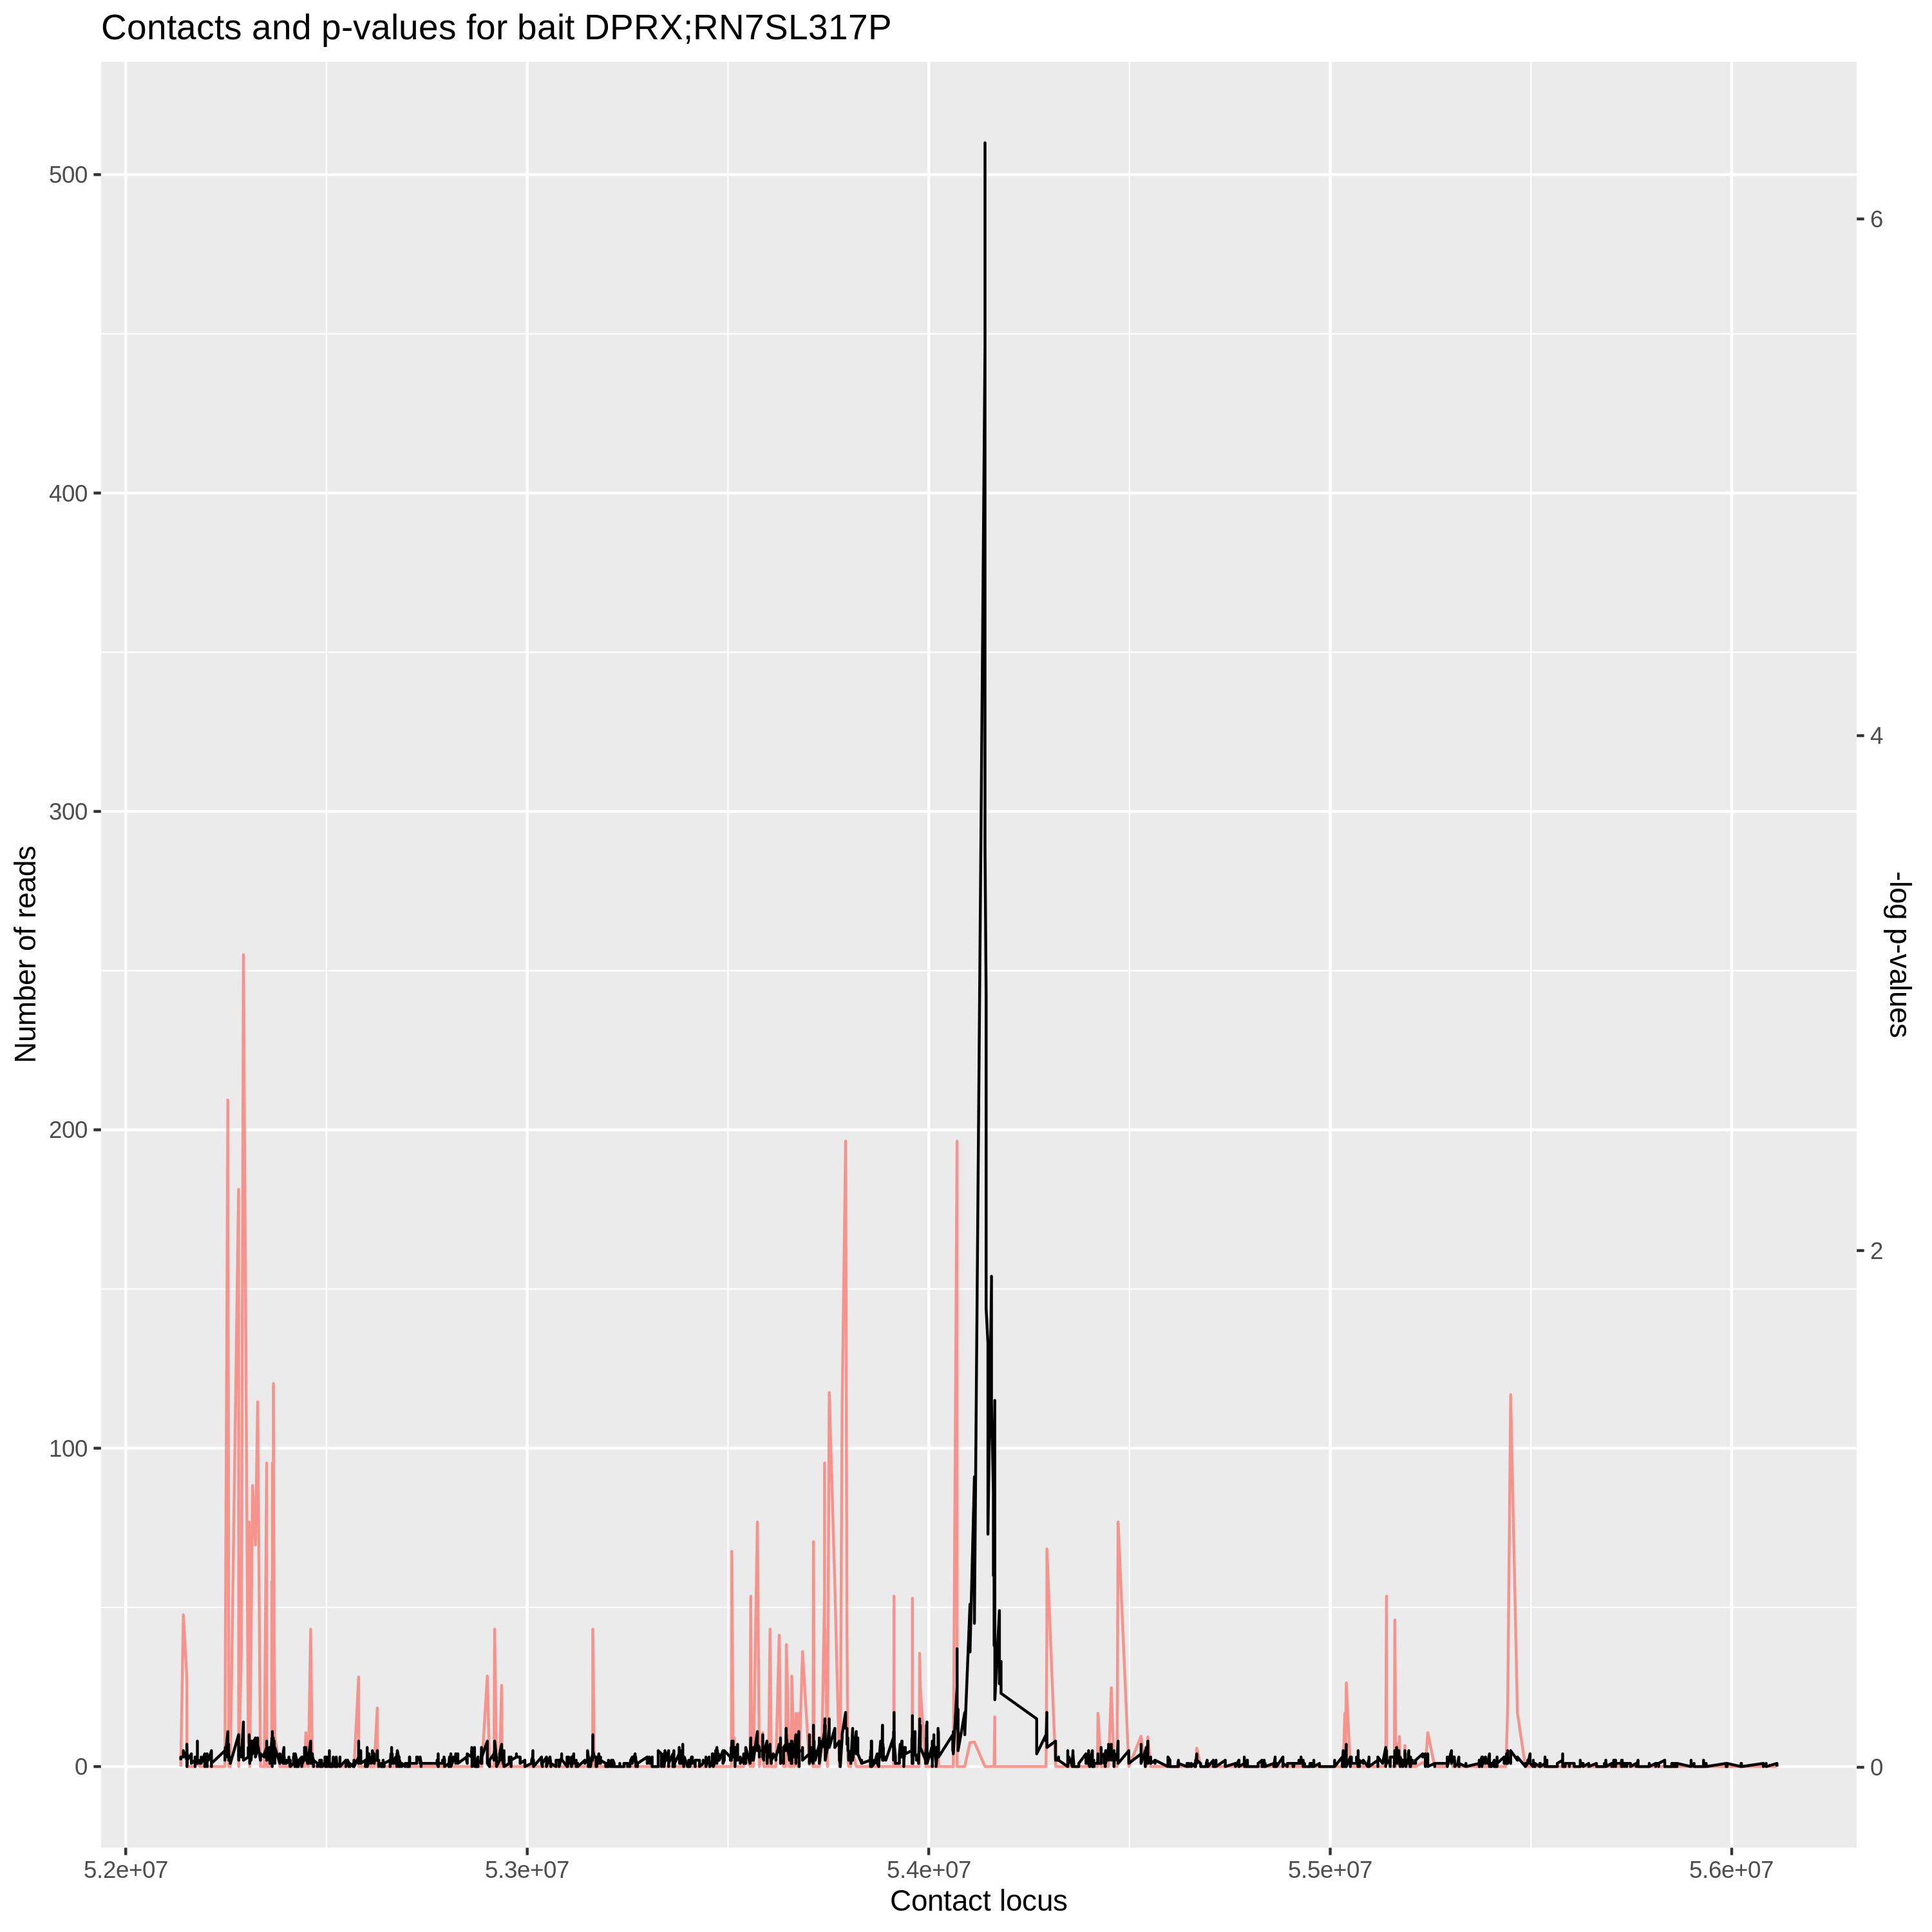 Contacts and p-values for bait DPRX;RN7SL317P
500
400
300
200
100
0
Number of reads
6
4
2
0
-log p-values
5.2e+07
5.3e+07
5.4e+07
5.5e+07
5.6e+07
Contact locus